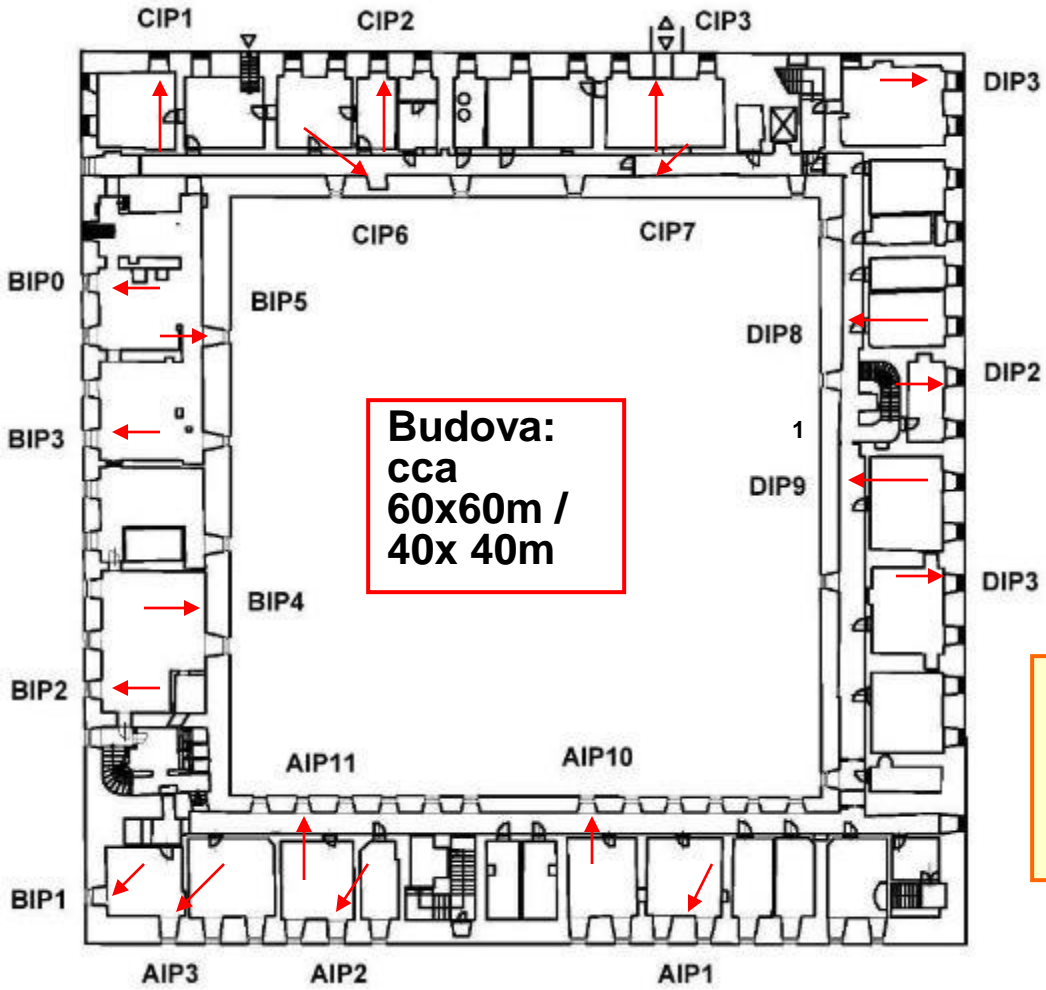 CIP1
CIP2
CIP3
DIP3
CIP6
CIP7
BIP0
BIP5
DIP8
DIP2
BIP3
Budova:
cca
60x60m /
40x 40m
1
DIP9
DIP3
BIP4
BIP2
AIP11
AIP10
BIP1
AIP3
AIP2
AIP1